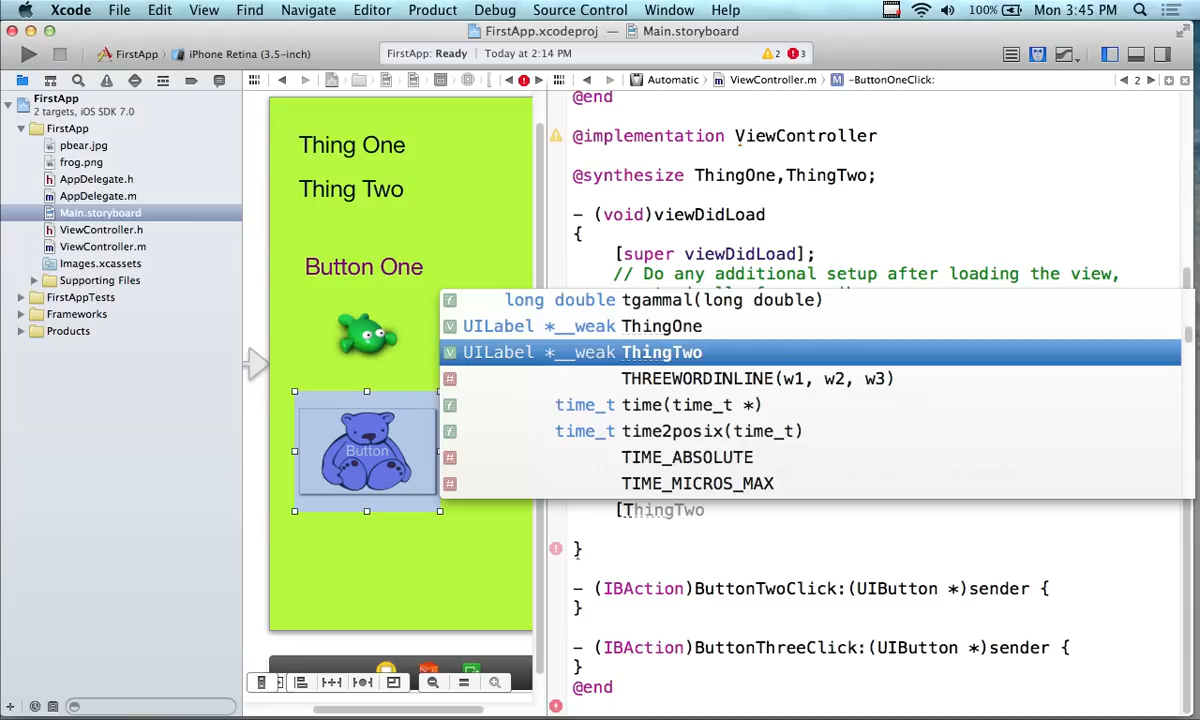 Xcode File Edit View Find Navigate Editor Product Debug Source Control Window Help 100% Mon 3:45 PM
FirstApp.xcodeproj — Main.storyboard
FirstApp iPhone Retina (3.5-inch) FirstApp: Ready Today at 2:14 PM 2 3
Automatic ViewController.m -ButtonOneClick: 2
FirstApp
2 targets, iOS SDK 7.0
FirstApp
pbear.jpg
frog.png
AppDelegate.h
AppDelegate.m
Main.storyboard
ViewController.h
ViewController.m
Images.xcassets
Supporting Files
FirstAppTests
Frameworks
Products
Thing One
Thing Two
Button One
Button
@end
@implementation ViewController
@synthesize ThingOne,ThingTwo;
- (void)viewDidLoad
{
[super viewDidLoad];
// Do any additional setup after loading the view,
long double tgammal(long double)
UILabel *__weak ThingOne
UILabel *__weak ThingTwo
THREEWORDINLINE(w1, w2, w3)
time_t time(time_t *)
time_t time2posix(time_t)
TIME_ABSOLUTE
TIME_MICROS_MAX
[ThingTwo
}
- (IBAction)ButtonTwoClick:(UIButton *)sender {
}
- (IBAction)ButtonThreeClick:(UIButton *)sender {
}
@end